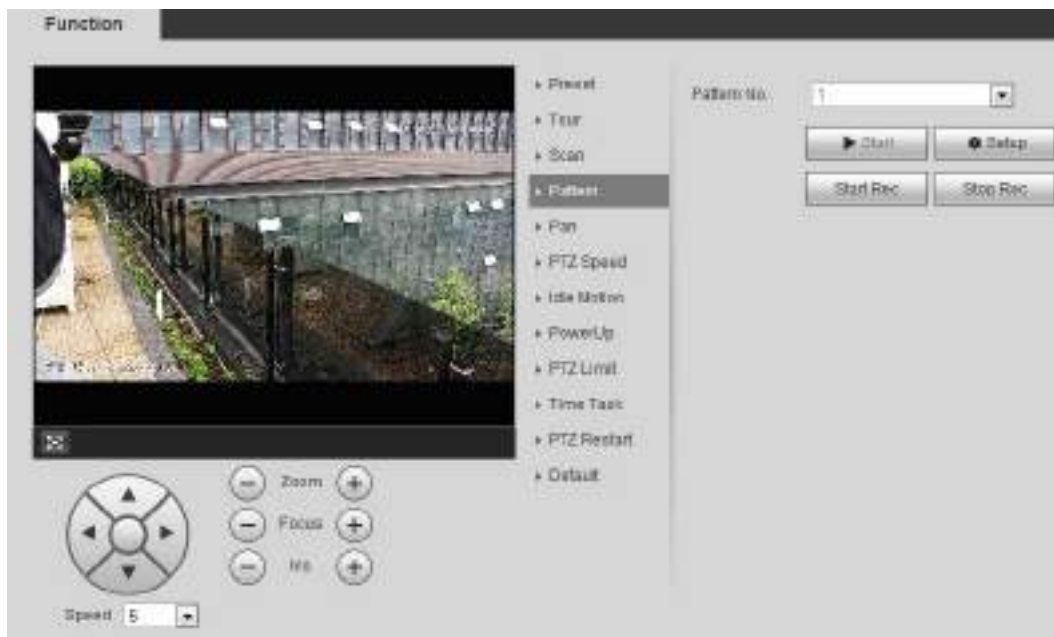 Function
Preset
Tour
Scan
Pattern
Pan
PTZ Speed
Idle Motion
PowerUp
PTZ Limit
Time Task
PTZ Restart
Default
Pattern No.
1
Start
Setup
Start Rec
Stop Rec
Zoom
Focus
Iris
Speed
5